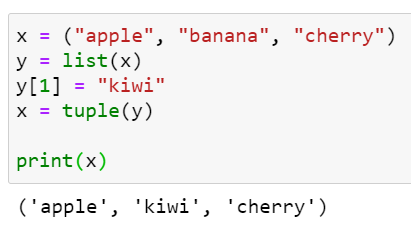 x = ("apple", "banana", "cherry")
y = list(x)
y[1] = "kiwi"
x = tuple(y)
print(x)
('apple', 'kiwi', 'cherry')